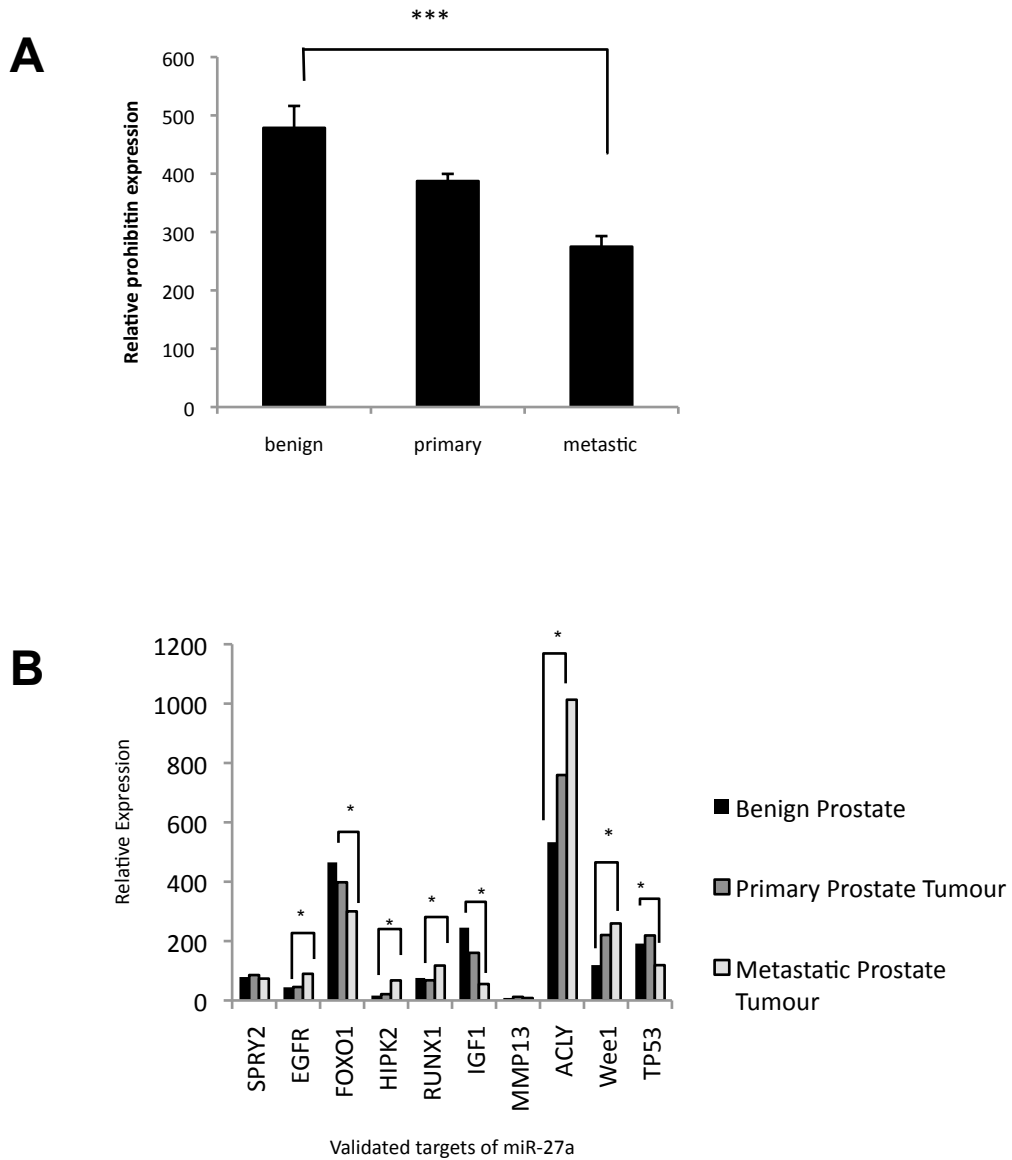 A
***
Relative prohibitin expression
600
500
400
300
200
100
0
benign
primary
metastic
B
Relative Expression
1200
1000
800
600
400
200
0
*
*
*
*
*
*
*
*
SPRY2
EGFR
FOXO1
HIPK2
RUNX1
IGF1
MMP13
ACLY
Wee1
TP53
Validated targets of miR-27a
Benign Prostate
Primary Prostate Tumour
Metastatic Prostate
Tumour